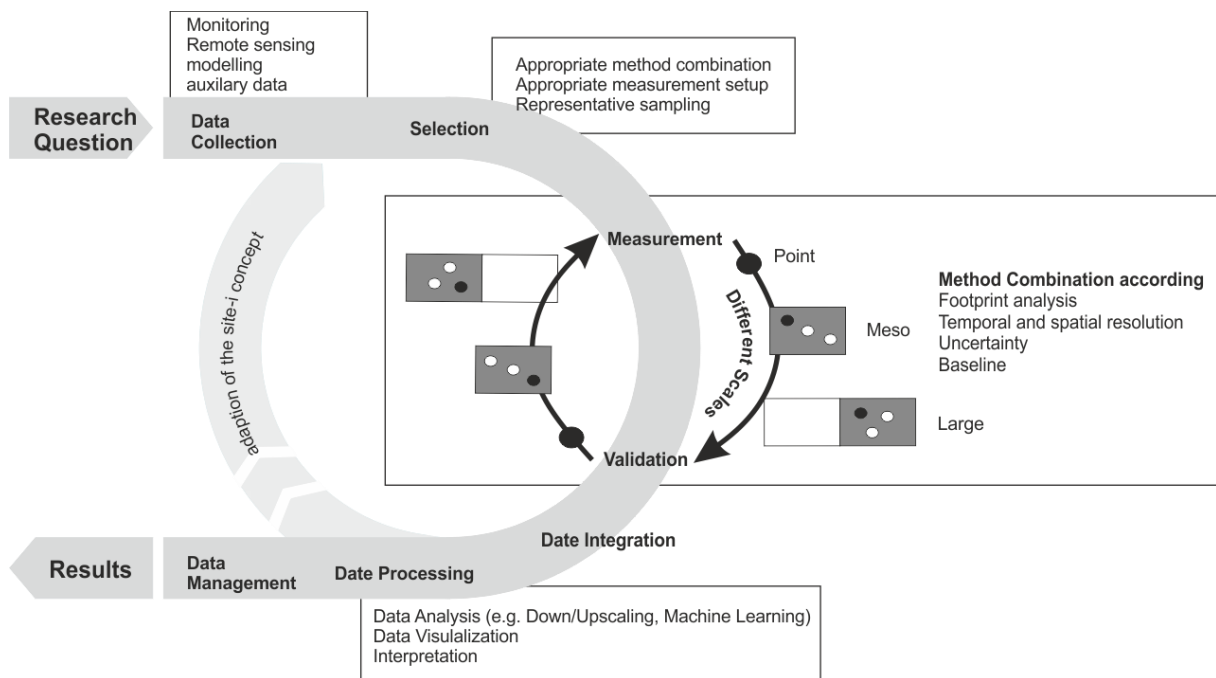 Monitoring
Remote sensing
modelling
auxilary data
Appropriate method combination
Appropriate measurement setup
Representative sampling
Research
Question
Data
Collection
Selection
adaption of the site-i concept
Measurement
Point
Different Scales
Meso
Large
Method Combination according
Footprint analysis
Temporal and spatial resolution
Uncertainty
Baseline
Validation
Date Integration
Results
Data
Management
Date Processing
Data Analysis (e.g. Down/Upscaling, Machine Learning)
Data Visulalization
Interpretation